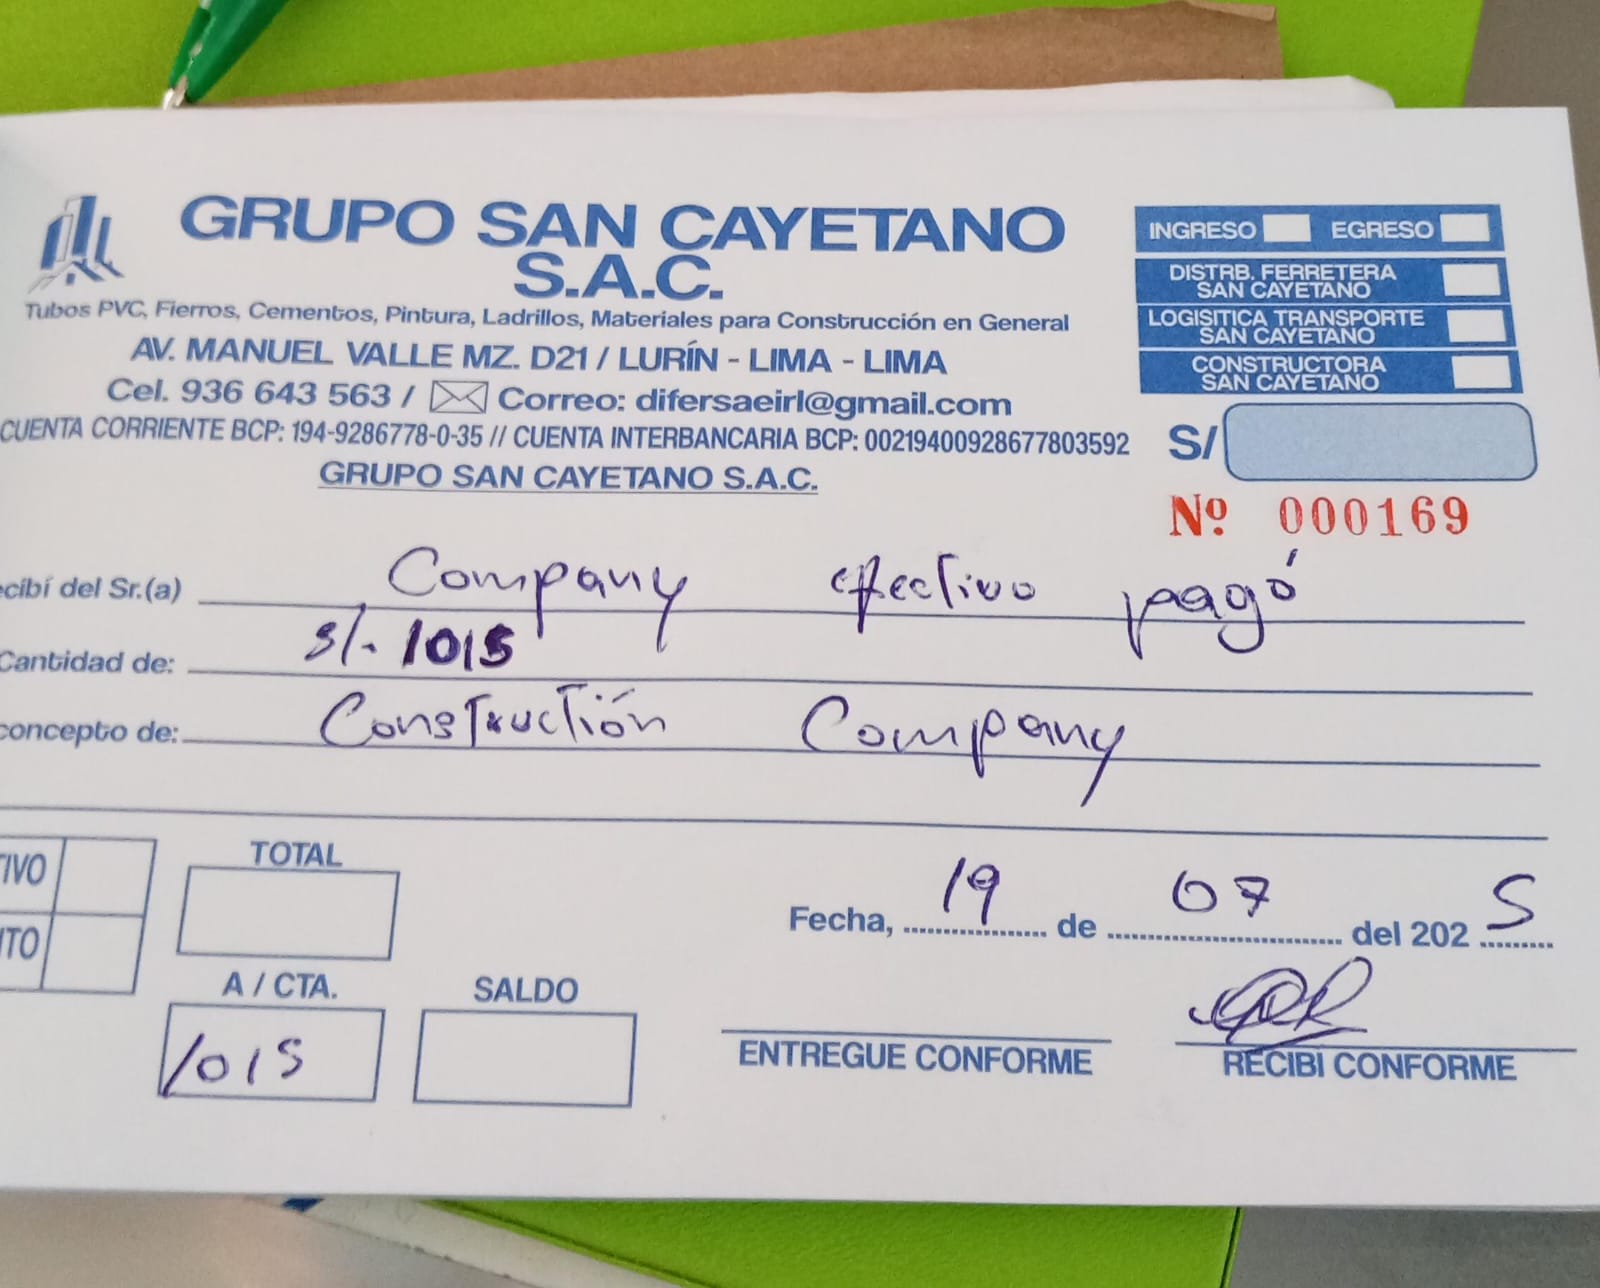 GRUPO SAN CAYETANO
S.A.C.
Tubos PVC, Fierros, Cementos, Pintura, Ladrillos, Materiales para Construcción en General
AV. MANUEL VALLE MZ. D21 / LURÍN - LIMA - LIMA
Cel. 936 643 563 / Correo: difersaeirl@gmail.com
CUENTA CORRIENTE BCP: 194-9286778-0-35 // CUENTA INTERBANCARIA BCP: 00219400928677803592
GRUPO SAN CAYETANO S.A.C.
INGRESO EGRESO
DISTRB. FERRETERA
SAN CAYETANO
LOGISITICA TRANSPORTE
SAN CAYETANO
CONSTRUCTORA
SAN CAYETANO
S/
Nº 000169
cibí del Sr.(a) Company efectivo pagó
Cantidad de: s/. 1015
concepto de: Constructión Company
TIVO
ITO
TOTAL
A / CTA.
1015
SALDO
Fecha, 19 de 07 del 202 5
ENTREGUE CONFORME
RECIBI CONFORME